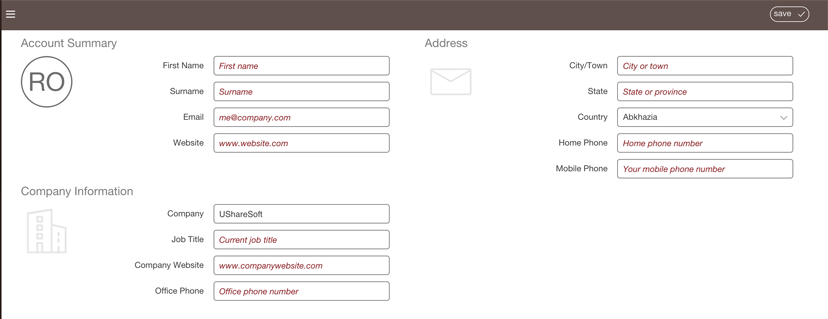 save
Account Summary
RO
First Name First name
Surname Surname
Email me@company.com
Website www.website.com
Company Information
Company UShareSoft
Job Title Current job title
Company Website www.companywebsite.com
Office Phone Office phone number
Address
City/Town City or town
State State or province
Country Abkhazia
Home Phone Home phone number
Mobile Phone Your mobile phone number